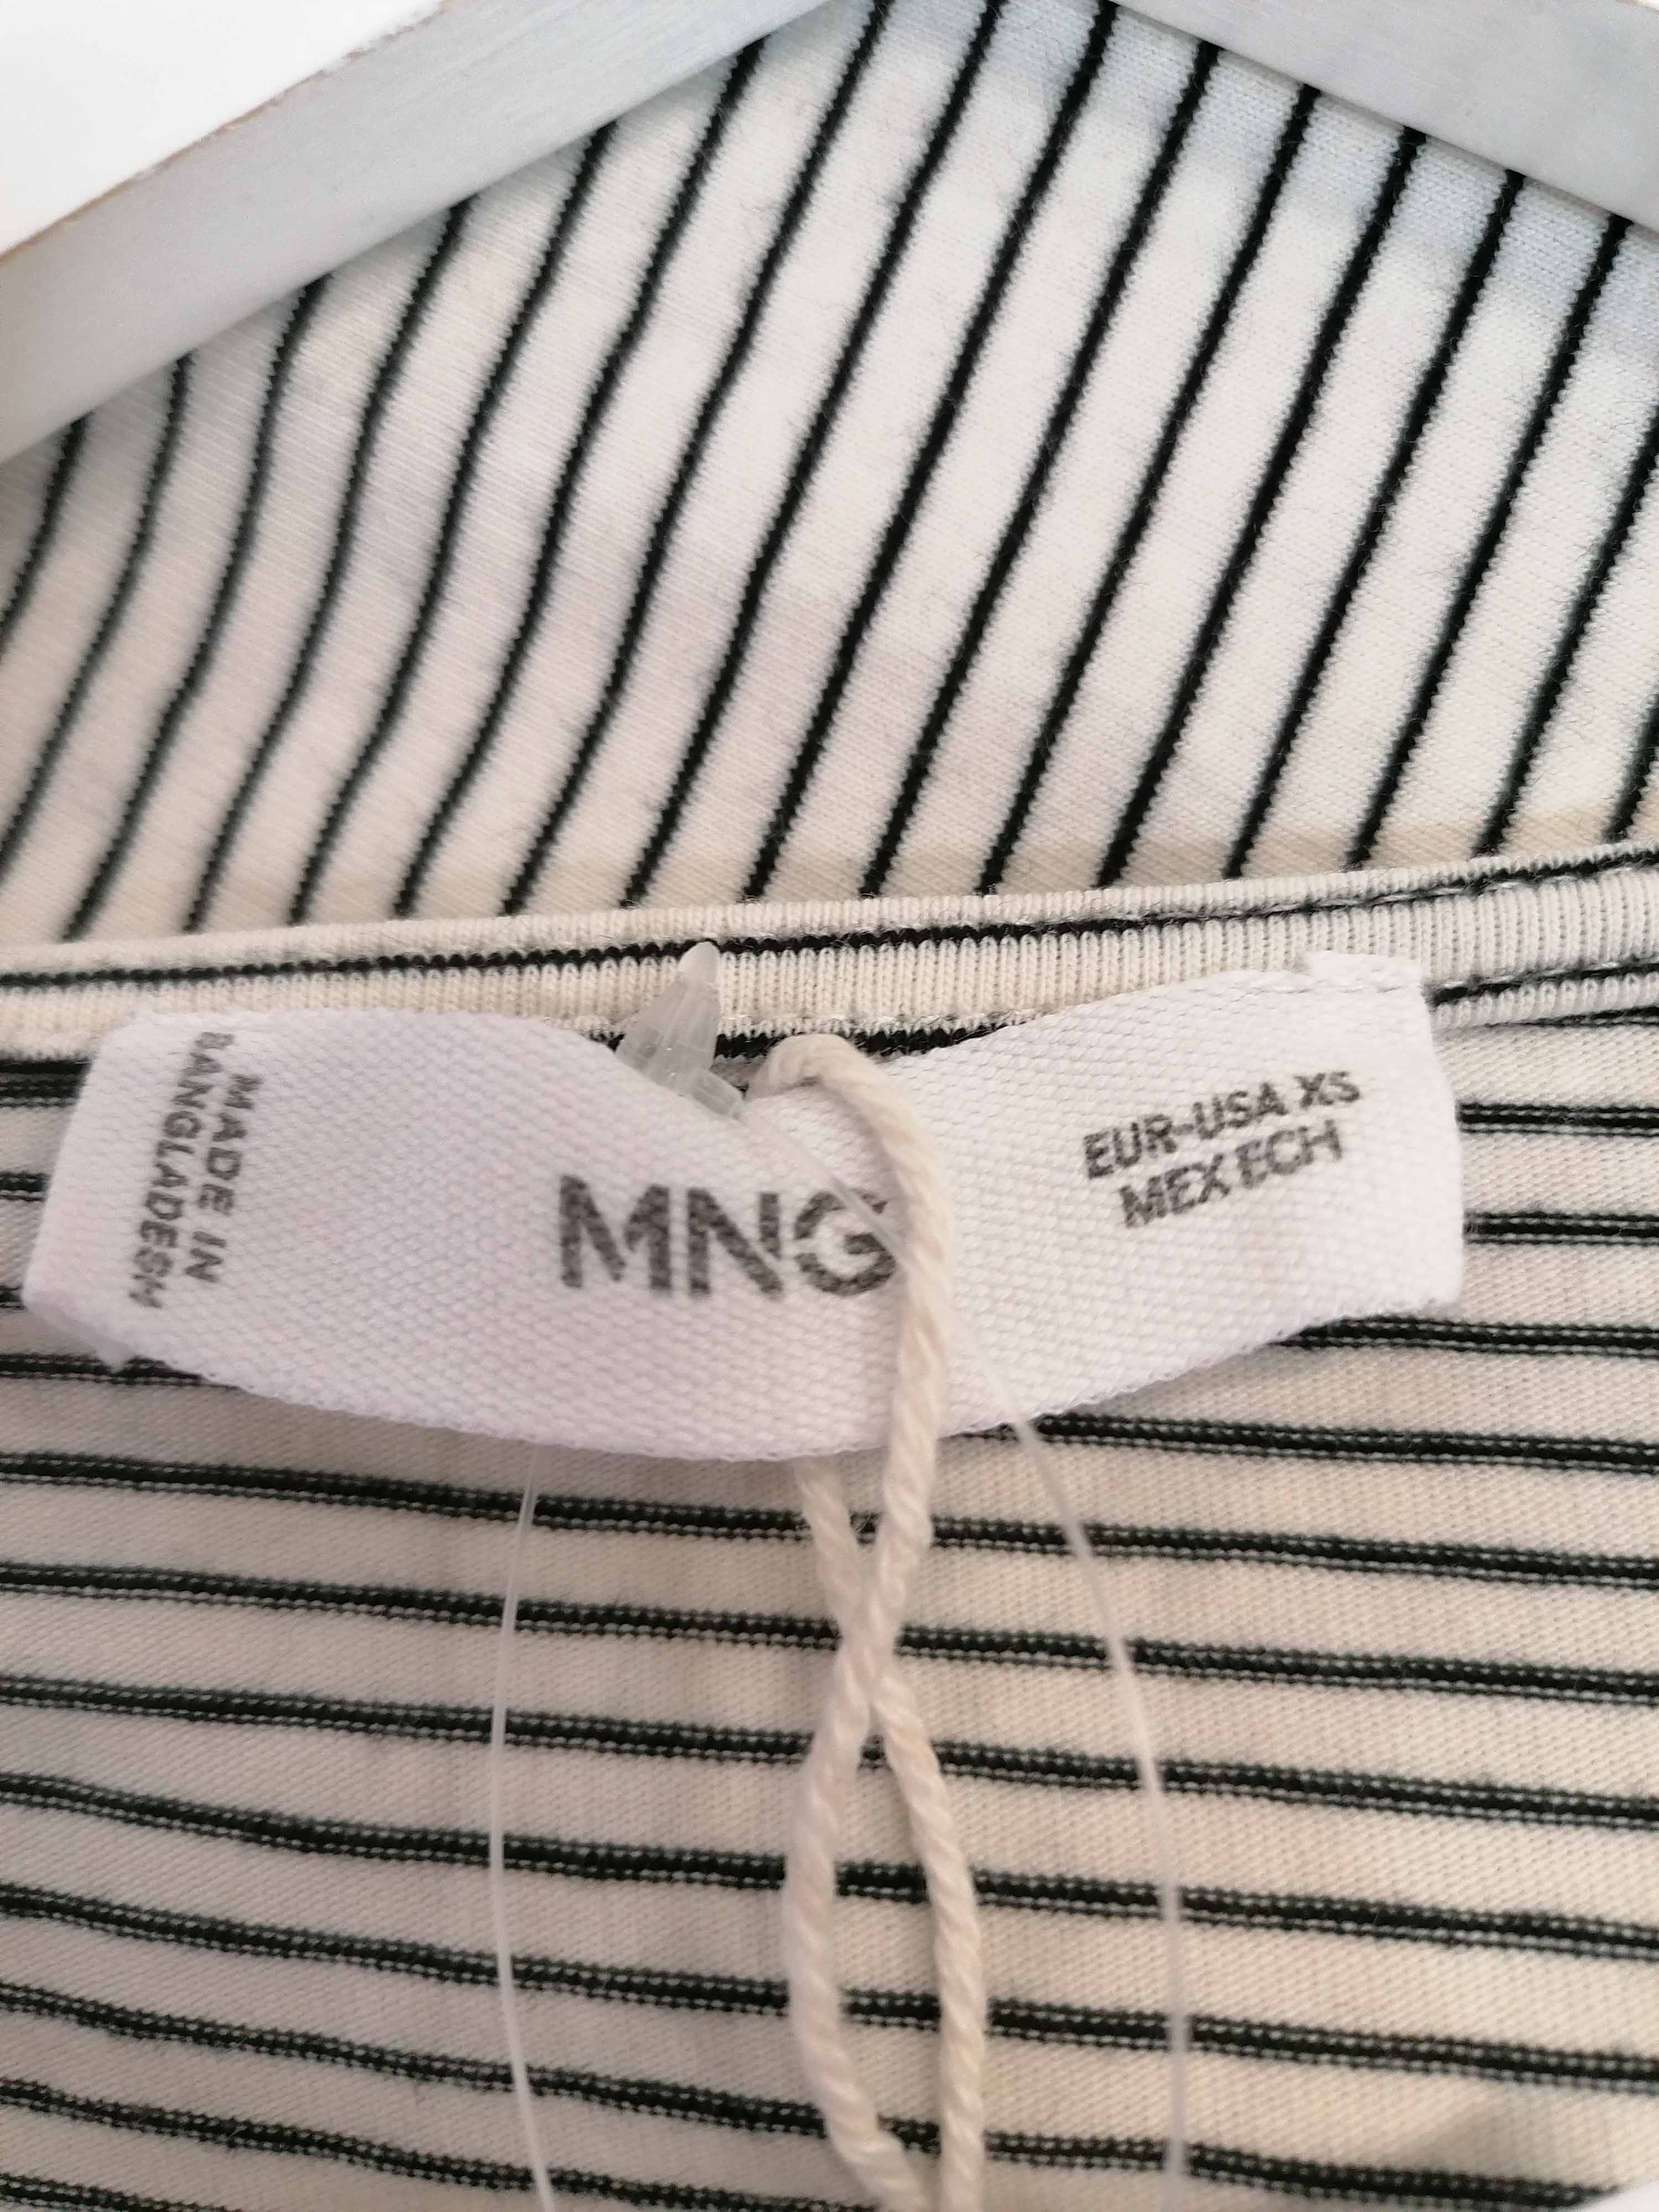 MADE IN
BANGLADESH
MNG
EUR-USA XS
MEX ECH